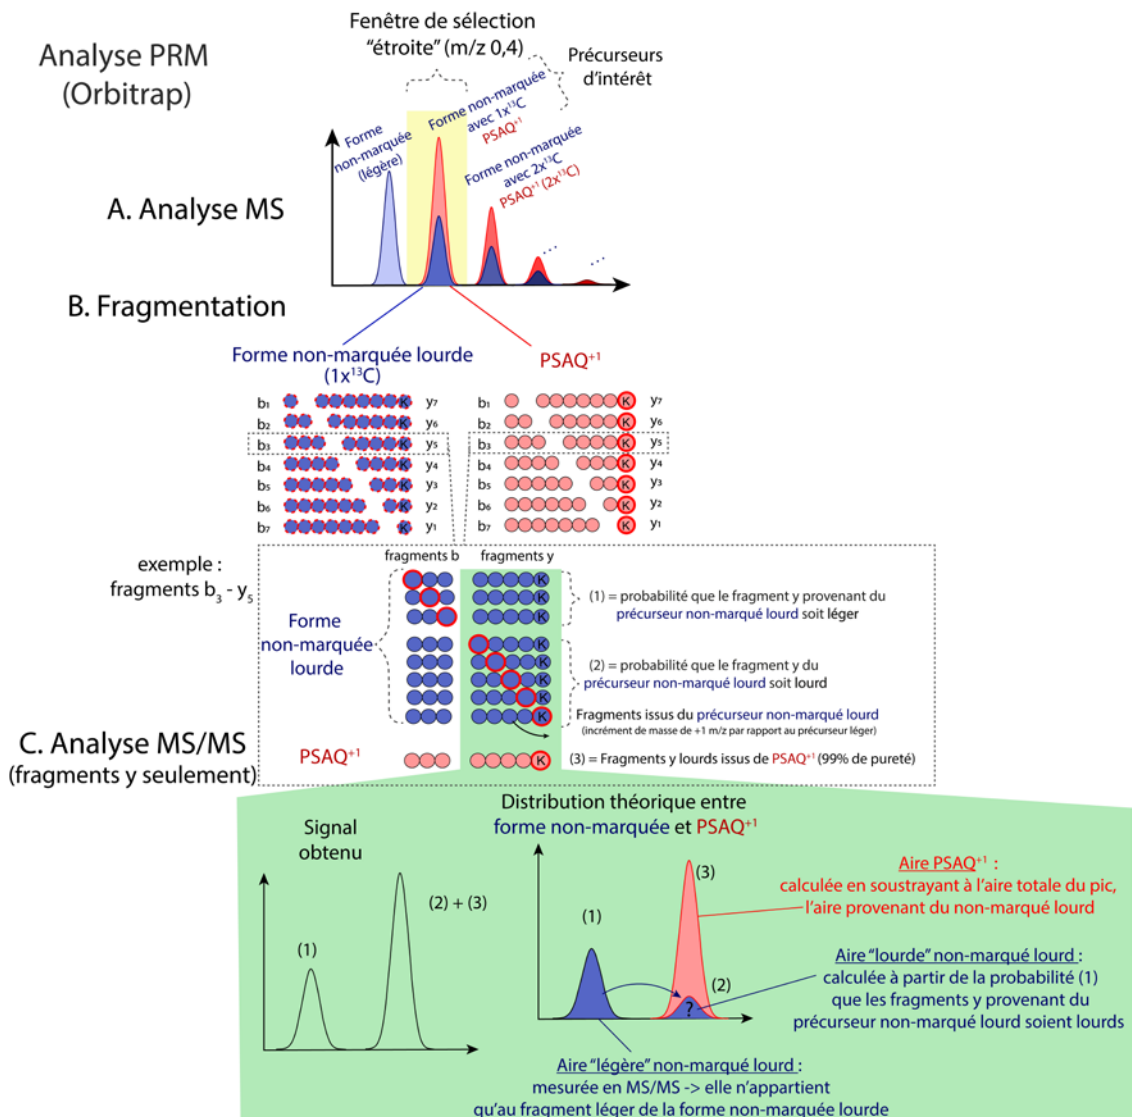 Analyse PRM
(Orbitrap)
Fenêtre de sélection
“étroite” (m/z 0,4)
Précurseurs
d’intérêt
Forme
non-marquée
(légère)
Forme non-marquée
avec 1x¹³C
PSAQ⁺¹
Forme non-marquée
avec 2x¹³C
PSAQ⁺¹ (2x¹³C)
...
...
A. Analyse MS
B. Fragmentation
Forme non-marquée lourde
(1x¹³C)
PSAQ⁺¹
b₁ K y₇ b₁ K y₇
b₂ K y₆ b₂ K y₆
b₃ K y₅ b₃ K y₅
b₄ K y₄ b₄ K y₄
b₅ K y₃ b₅ K y₃
b₆ K y₂ b₆ K y₂
b₇ K y₁ b₇ K y₁
exemple :
fragments b₃ - y₅
fragments b fragments y
K
K
K
K
K
K
K
K
Forme
non-marquée
lourde
(1) = probabilité que le fragment y provenant du
précurseur non-marqué lourd soit léger
(2) = probabilité que le fragment y du
précurseur non-marqué lourd soit lourd
Fragments issus du précurseur non-marqué lourd
(incrément de masse de +1 m/z par rapport au précurseur léger)
C. Analyse MS/MS
(fragments y seulement)
PSAQ⁺¹
K
(3) = Fragments y lourds issus de PSAQ⁺¹ (99% de pureté)
Signal
obtenu
(1)
(2) + (3)
Distribution théorique entre
forme non-marquée et PSAQ⁺¹
(1)
(3)
(2)
?
Aire PSAQ⁺¹ :
calculée en soustrayant à l’aire totale du pic,
l’aire provenant du non-marqué lourd
Aire “lourde” non-marqué lourd :
calculée à partir de la probabilité (1)
que les fragments y provenant du
précurseur non-marqué lourd soient lourds
Aire “légère” non-marqué lourd :
mesurée en MS/MS -> elle n’appartient
qu’au fragment léger de la forme non-marquée lourde